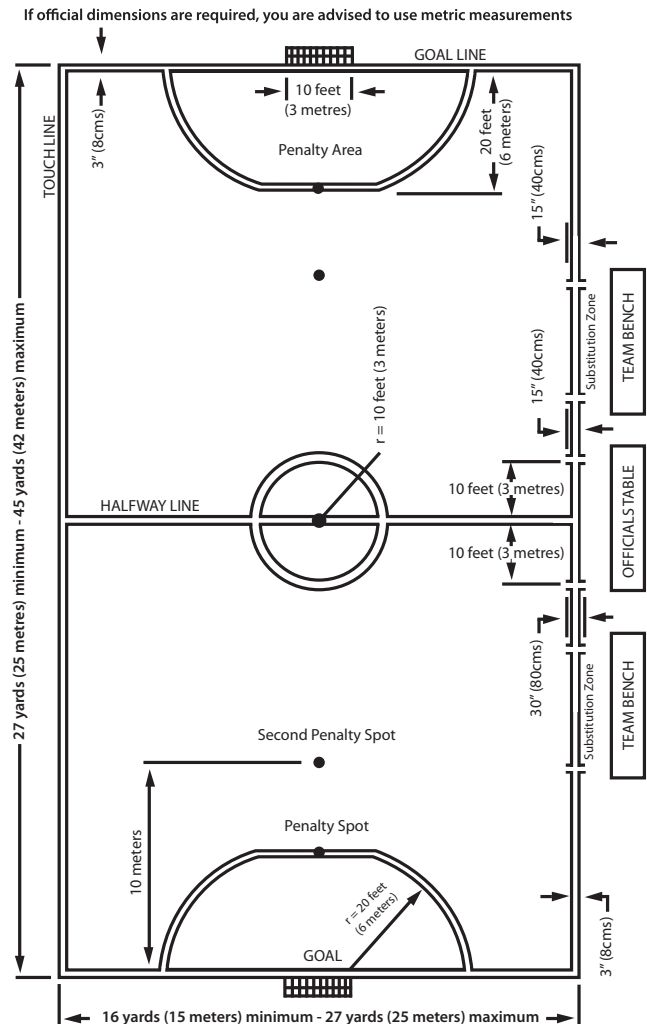 If official dimensions are required, you are advised to use metric measurements
GOAL LINE
10 feet
(3 metres)
Penalty Area
20 feet
(6 meters)
3” (8cms)
TOUCH LINE
15” (40cms)
Substitution Zone
TEAM BENCH
15” (40cms)
r = 10 feet (3 meters)
27 yards (25 metres) minimum - 45 yards (42 meters) maximum
10 feet (3 metres)
HALFWAY LINE
OFFICIALS TABLE
10 feet (3 metres)
30” (80cms)
Substitution Zone
TEAM BENCH
Second Penalty Spot
Penalty Spot
10 meters
r = 20 feet
(6 meters)
GOAL
3” (8cms)
16 yards (15 meters) minimum - 27 yards (25 meters) maximum